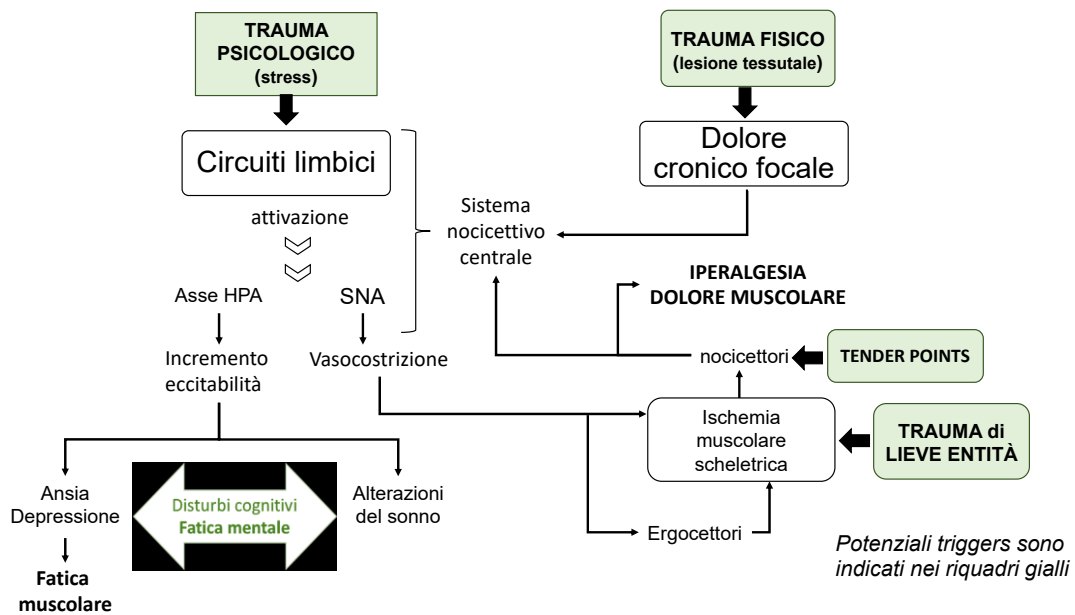 TRAUMA
PSICOLOGICO
(stress)
TRAUMA FISICO
(lesione tessutale)
Circuiti limbici
Dolore
cronico focale
attivazione
Sistema
nocicettivo
centrale
IPERALGESIA
DOLORE MUSCOLARE
Asse HPA
SNA
Incremento
eccitabilità
Vasocostrizione
nocicettori
TENDER POINTS
Ischemia
muscolare
scheletrica
TRAUMA di
LIEVE ENTITÀ
Ansia
Depressione
Disturbi cognitivi
Fatica mentale
Alterazioni
del sonno
Ergocettori
Fatica
muscolare
Potenziali triggers sono
indicati nei riquadri gialli